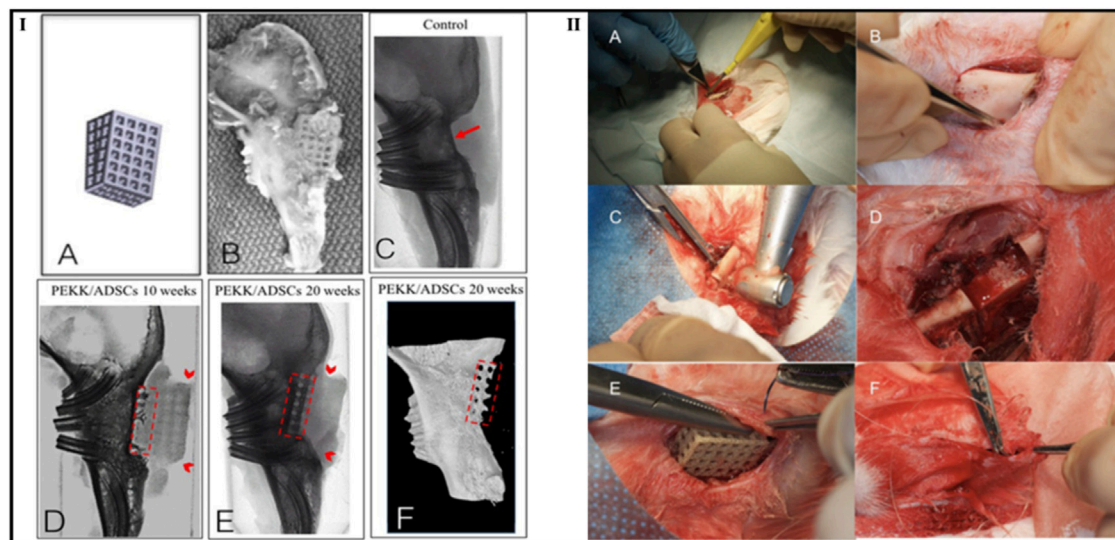 I
A
B
Control
C
PEKK/ADSCs 10 weeks
D
PEKK/ADSCs 20 weeks
E
PEKK/ADSCs 20 weeks
F
II
A
B
C
D
E
F